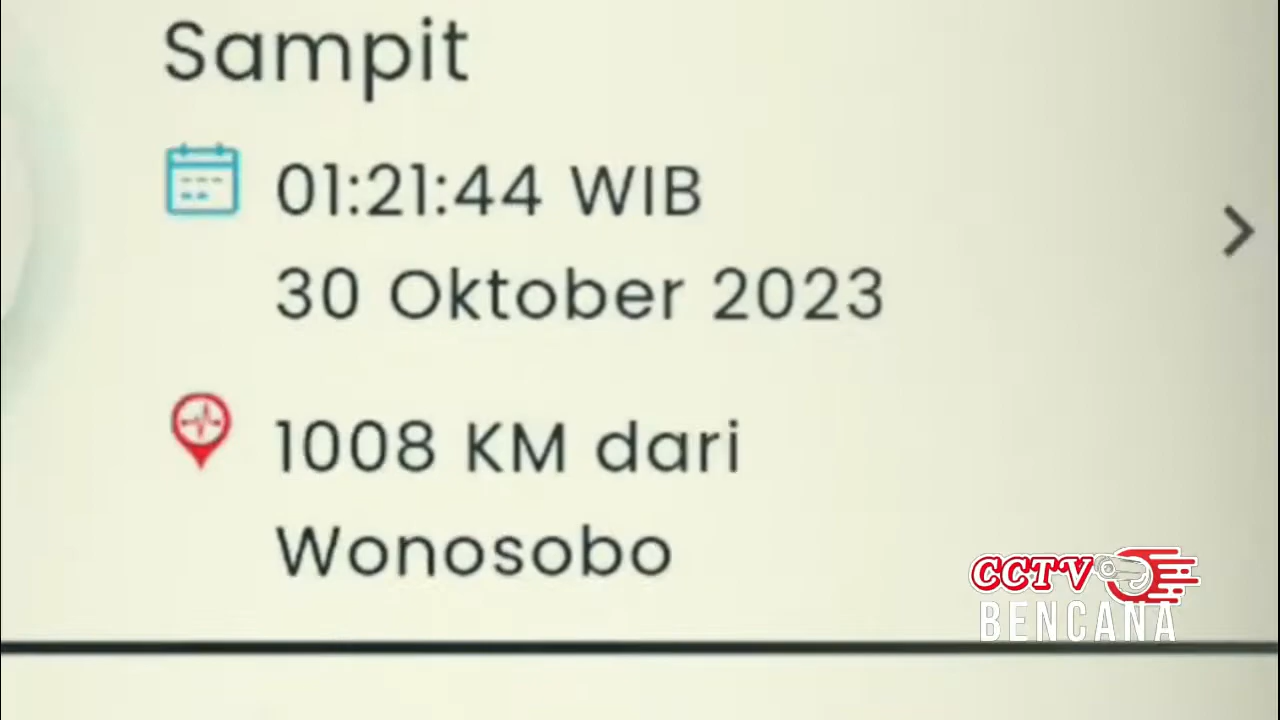 Sampit
01:21:44 WIB
30 Oktober 2023
1008 KM dari
Wonosobo
CCTV
BENCANA